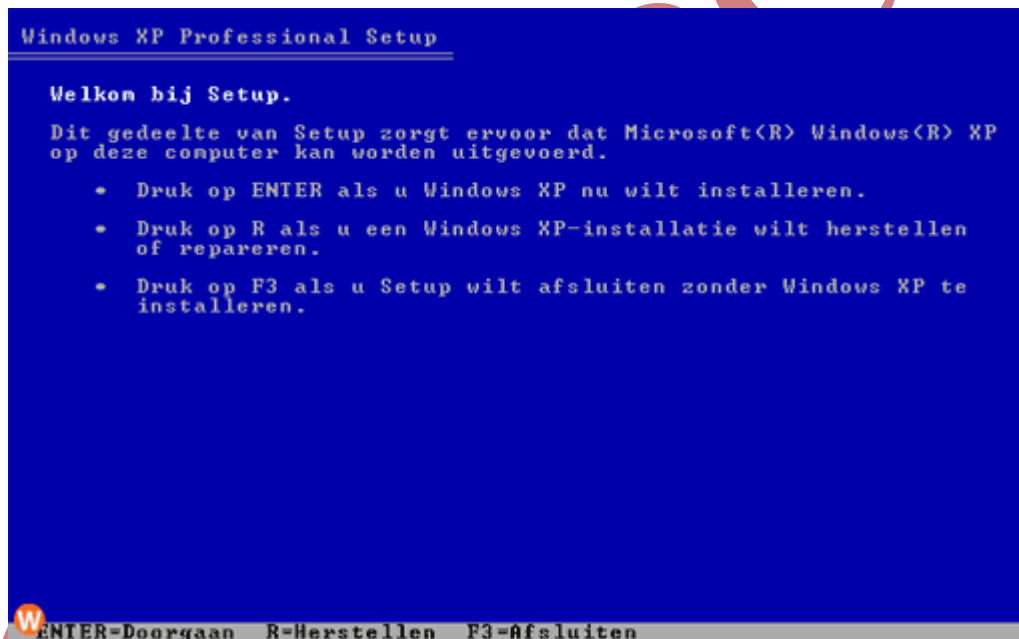 Windows XP Professional Setup
Welkom bij Setup.
Dit gedeelte van Setup zorgt ervoor dat Microsoft(R) Windows(R) XP
op deze computer kan worden uitgevoerd.
• Druk op ENTER als u Windows XP nu wilt installeren.
• Druk op R als u een Windows XP-installatie wilt herstellen
of repareren.
• Druk op F3 als u Setup wilt afsluiten zonder Windows XP te
installeren.
W
ENTER=Doorgaan R=Herstellen F3=Afsluiten